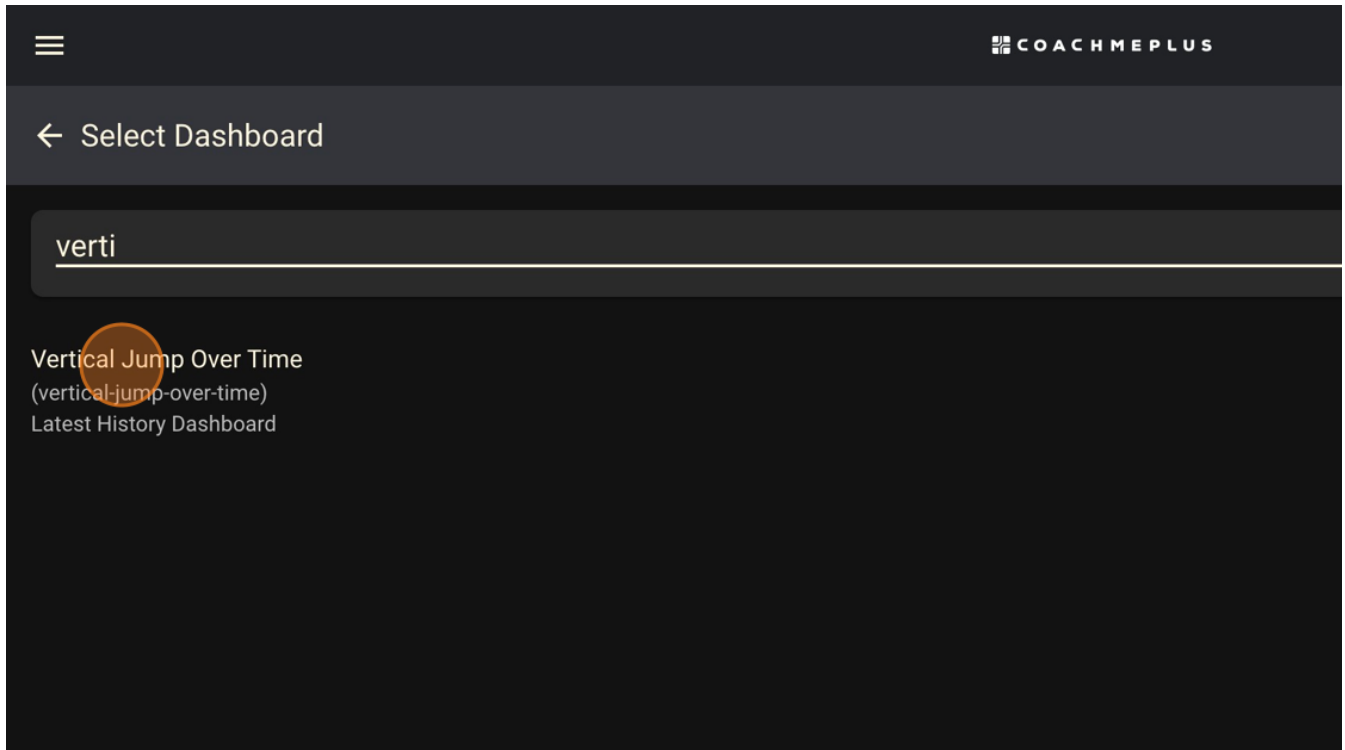 COACHMEPLUS
Select Dashboard
verti
Vertical Jump Over Time
(vertical-jump-over-time)
Latest History Dashboard